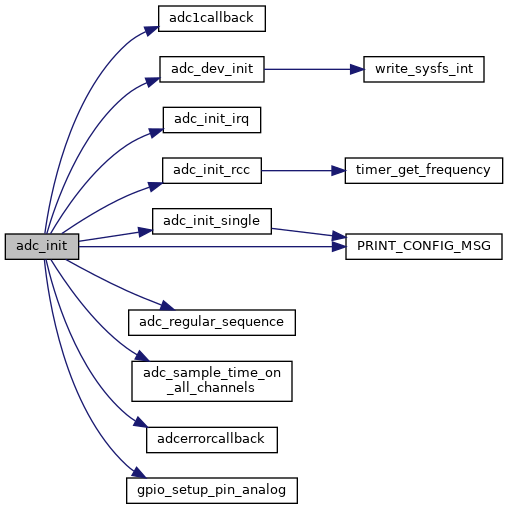 adc1callback
adc_dev_init
write_sysfs_int
adc_init_irq
adc_init_rcc
timer_get_frequency
adc_init_single
adc_init
PRINT_CONFIG_MSG
adc_regular_sequence
adc_sample_time_on
_all_channels
adcerrorcallback
gpio_setup_pin_analog